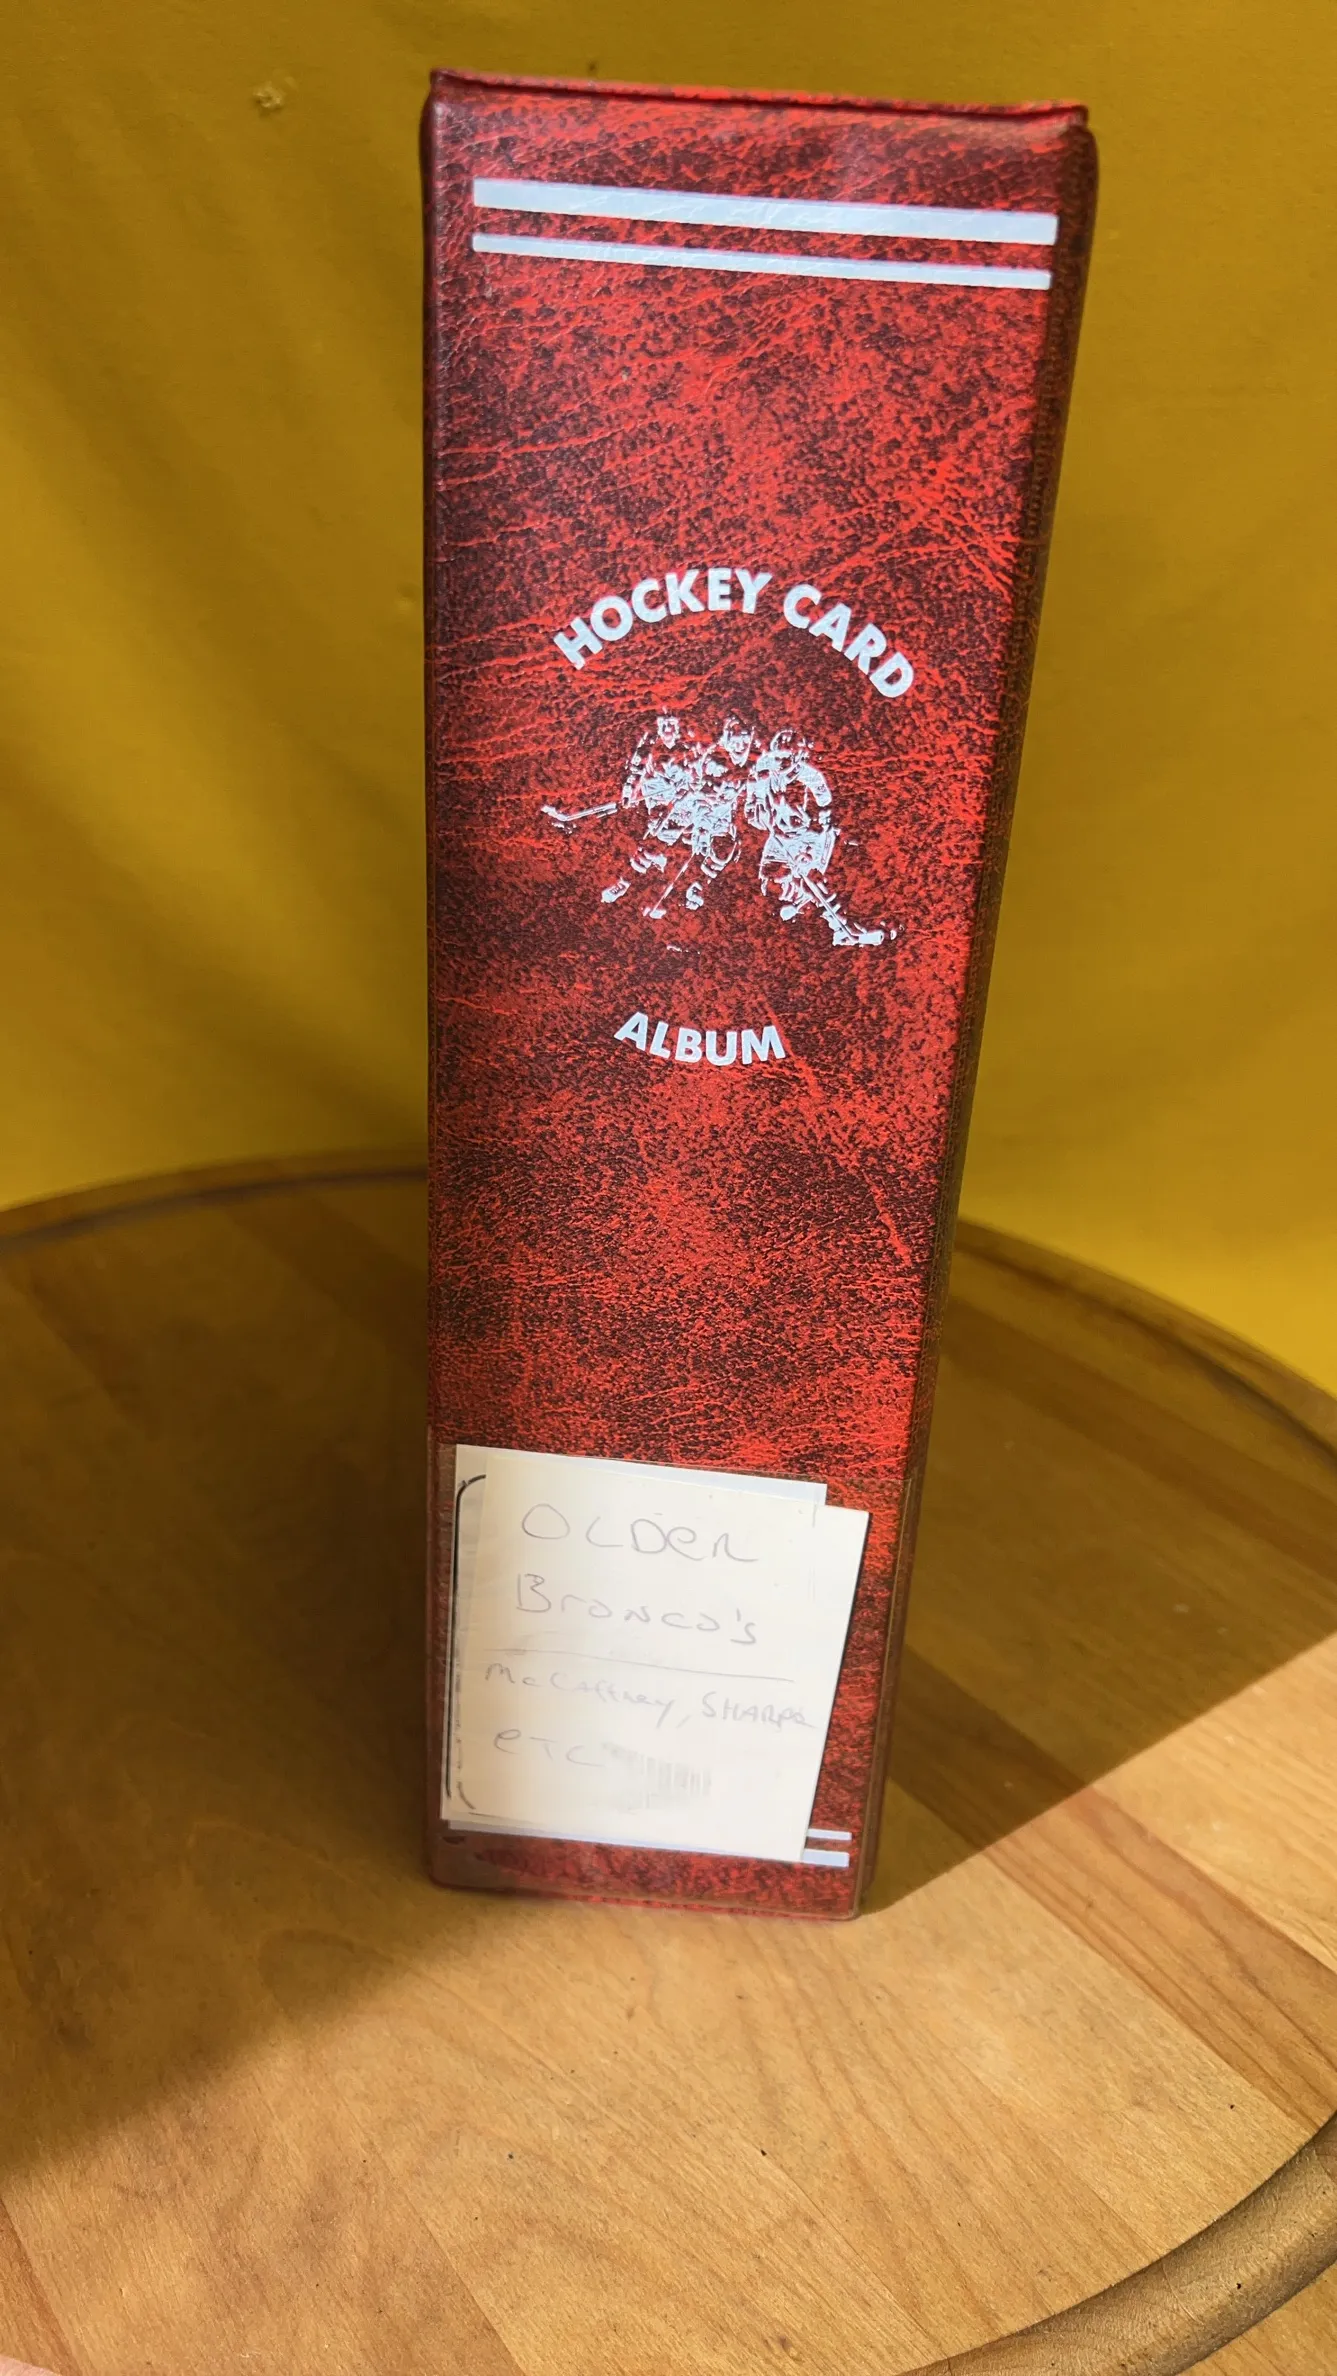 HOCKEY CARD
ALBUM
OLDER
Bronco's
McCaffrey, SHARPE
eTC